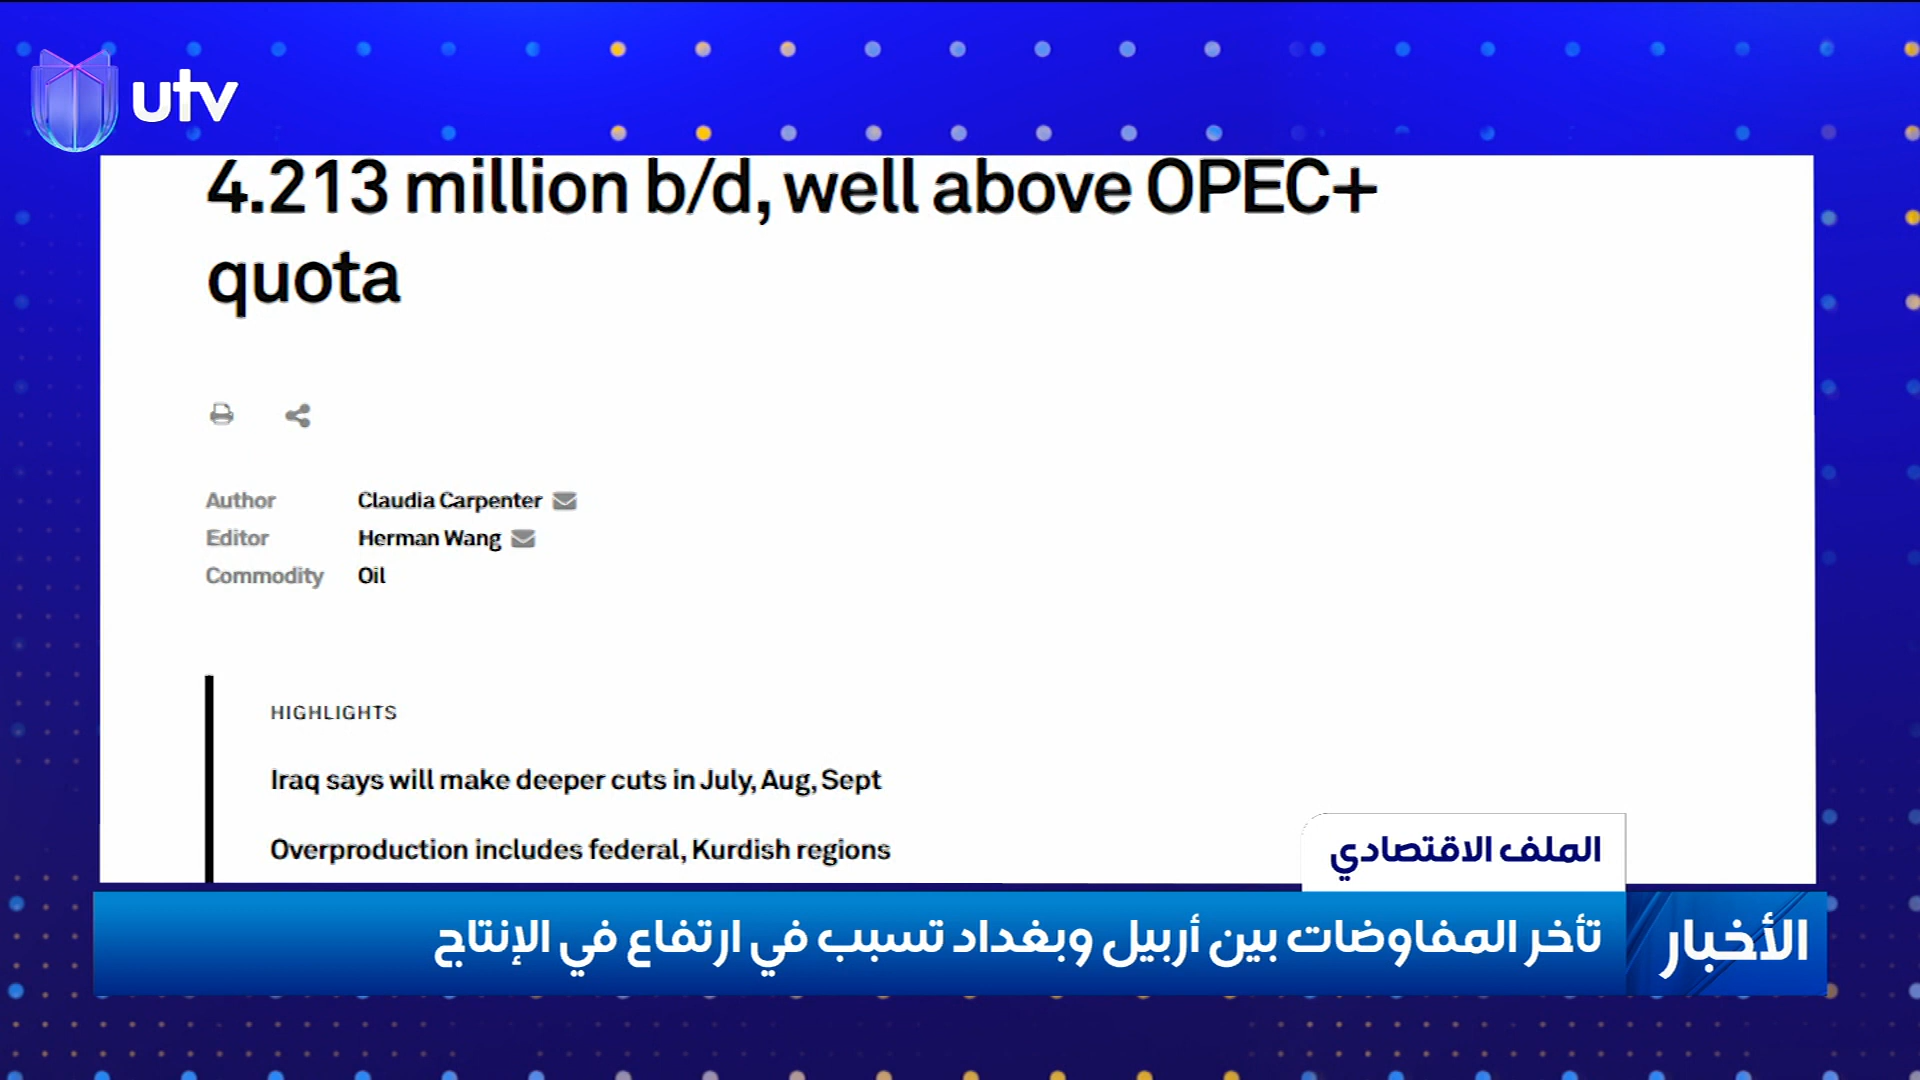 utv
4.213 million b/d, well above OPEC+
quota
Author Claudia Carpenter
Editor Herman Wang
Commodity Oil
HIGHLIGHTS
Iraq says will make deeper cuts in July, Aug, Sept
Overproduction includes federal, Kurdish regions
الملف الاقتصادي
الأخبار
تأخر المفاوضات بين أربيل وبغداد تسبب في ارتفاع في الإنتاج